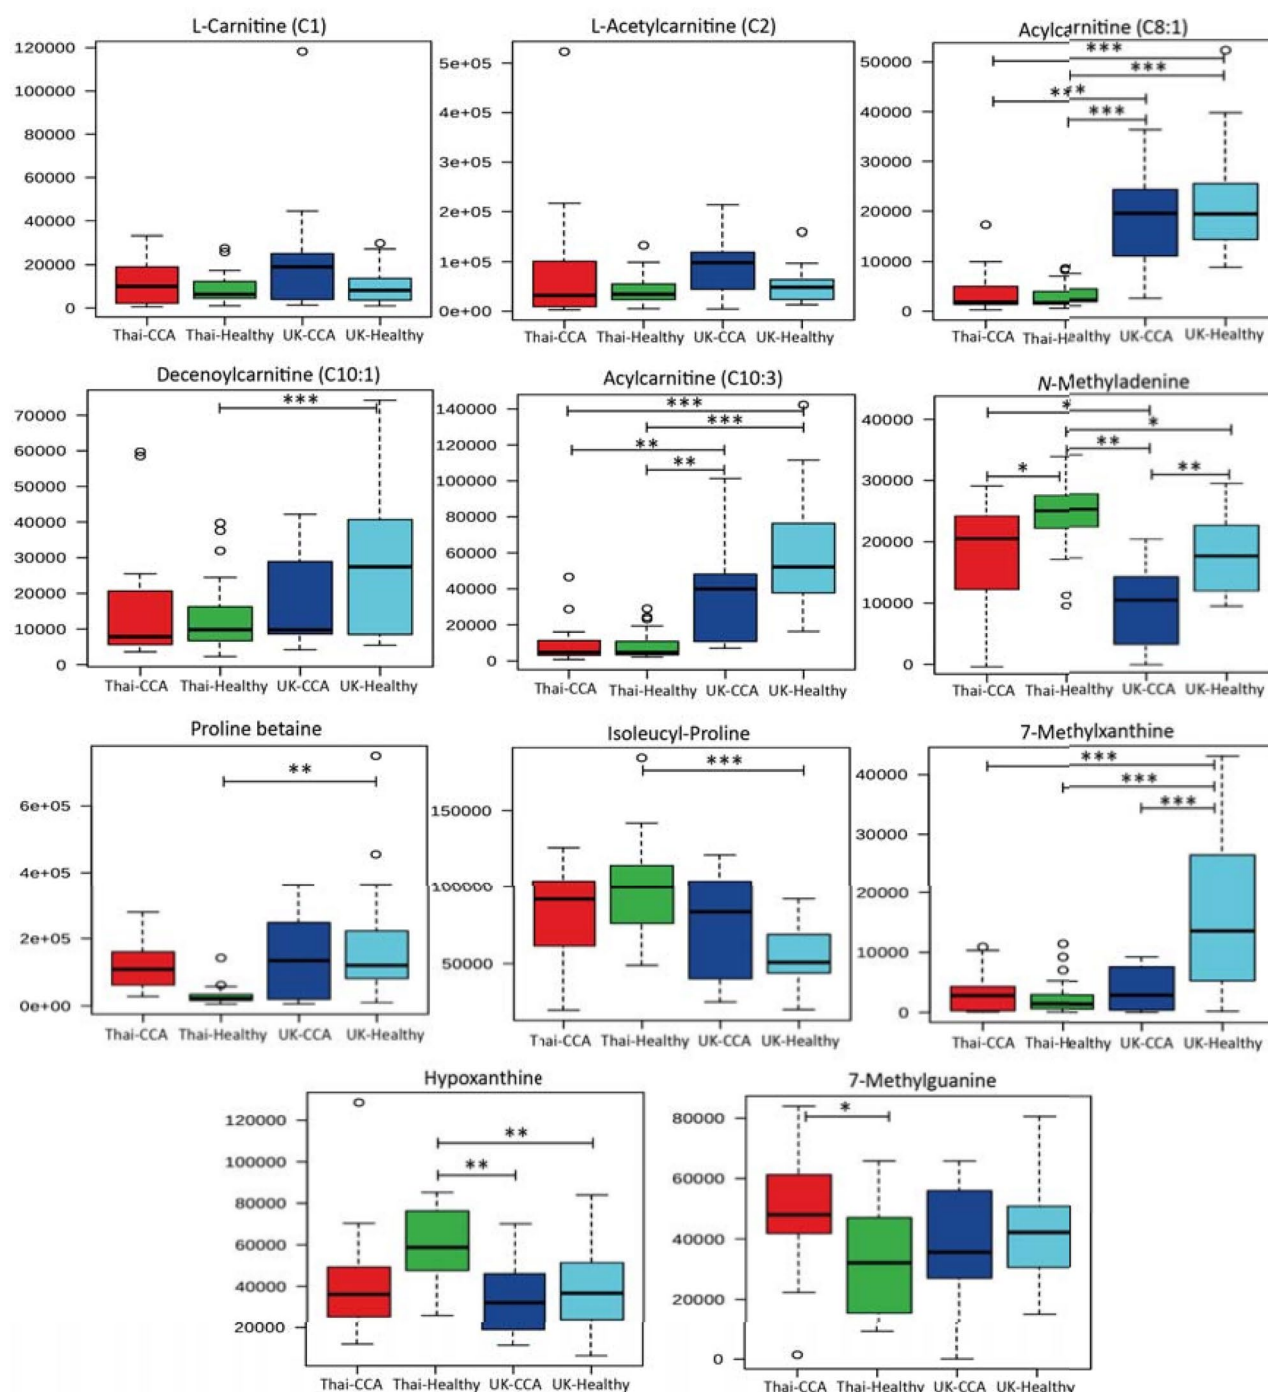 L-Carnitine (C1)
120000
100000
80000
60000
40000
20000
0
Thai-CCA Thai-Healthy UK-CCA UK-Healthy
L-Acetylcarnitine (C2)
5e+05
4e+05
3e+05
2e+05
1e+05
0e+00
Thai-CCA Thai-Healthy UK-CCA UK-Healthy
Acylcarnitine (C8:1)
50000
40000
30000
20000
10000
0
***
***
***
Thai-CCA Thai-Healthy UK-CCA UK-Healthy
Decenoylcarnitine (C10:1)
70000
60000
50000
40000
30000
20000
10000
0
***
Thai-CCA Thai-Healthy UK-CCA UK-Healthy
Acylcarnitine (C10:3)
140000
120000
100000
80000
60000
40000
20000
0
***
***
**
**
Thai-CCA Thai-Healthy UK-CCA UK-Healthy
N-Methyladenine
40000
30000
20000
10000
0
*
*
**
*
**
Thai-CCA Thai-Healthy UK-CCA UK-Healthy
Proline betaine
6e+05
4e+05
2e+05
0e+00
**
Thai-CCA Thai-Healthy UK-CCA UK-Healthy
Isoleucyl-Proline
150000
100000
50000
***
Thai-CCA Thai-Healthy UK-CCA UK-Healthy
7-Methylxanthine
40000
30000
20000
10000
0
***
***
***
Thai-CCA Thai-Healthy UK-CCA UK-Healthy
Hypoxanthine
120000
100000
80000
60000
40000
20000
**
**
Thai-CCA Thai-Healthy UK-CCA UK-Healthy
7-Methylguanine
80000
60000
40000
20000
0
*
Thai-CCA Thai-Healthy UK-CCA UK-Healthy